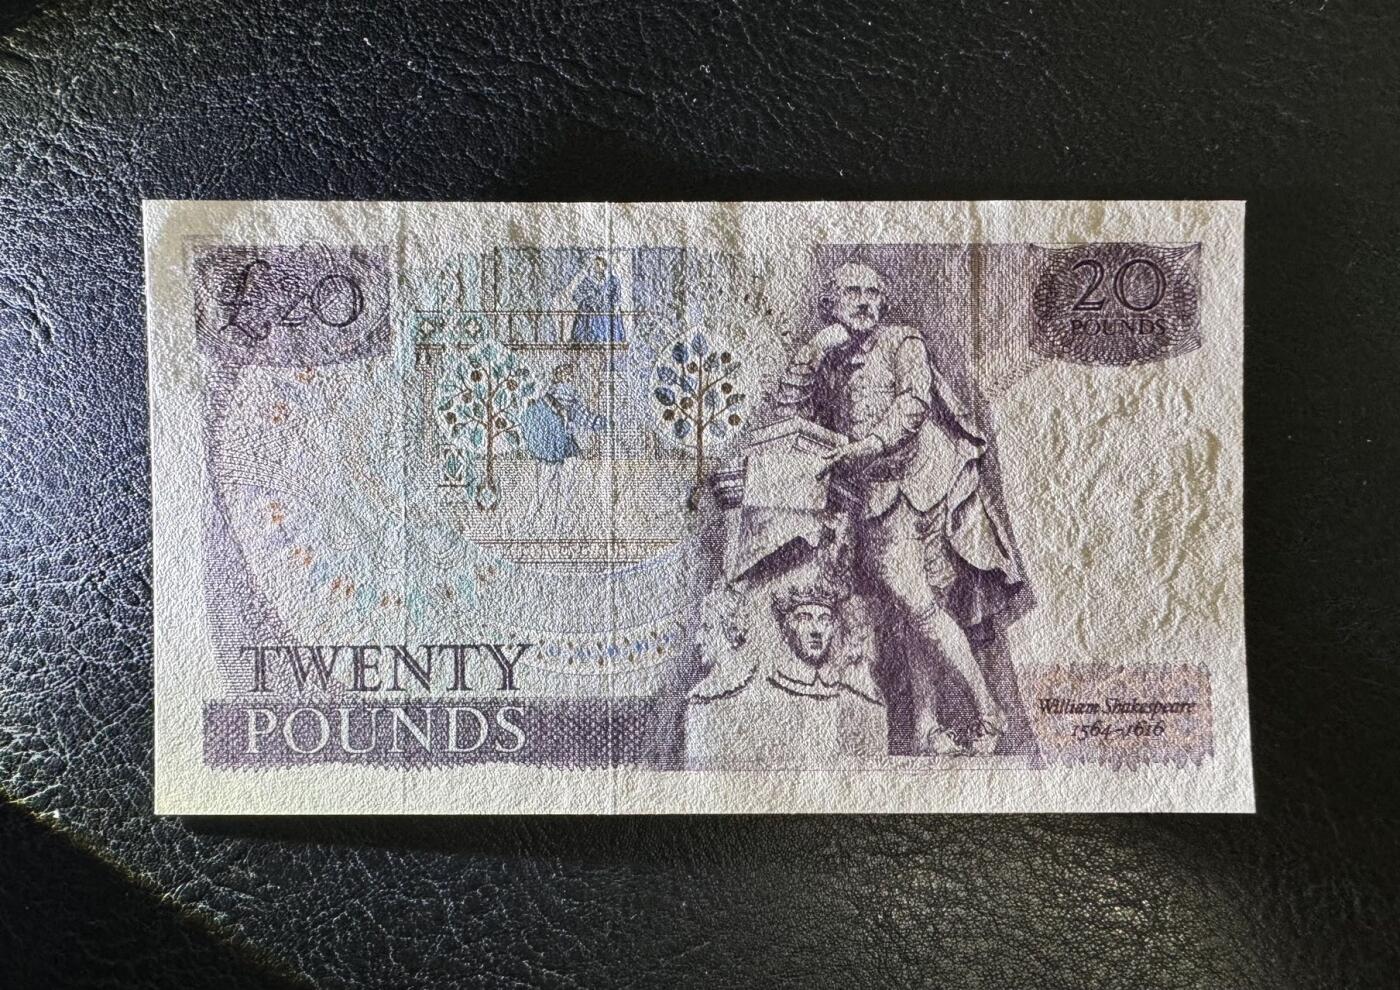 £20
20
POUNDS
TWENTY
POUNDS
William Shakespeare
1564–1616